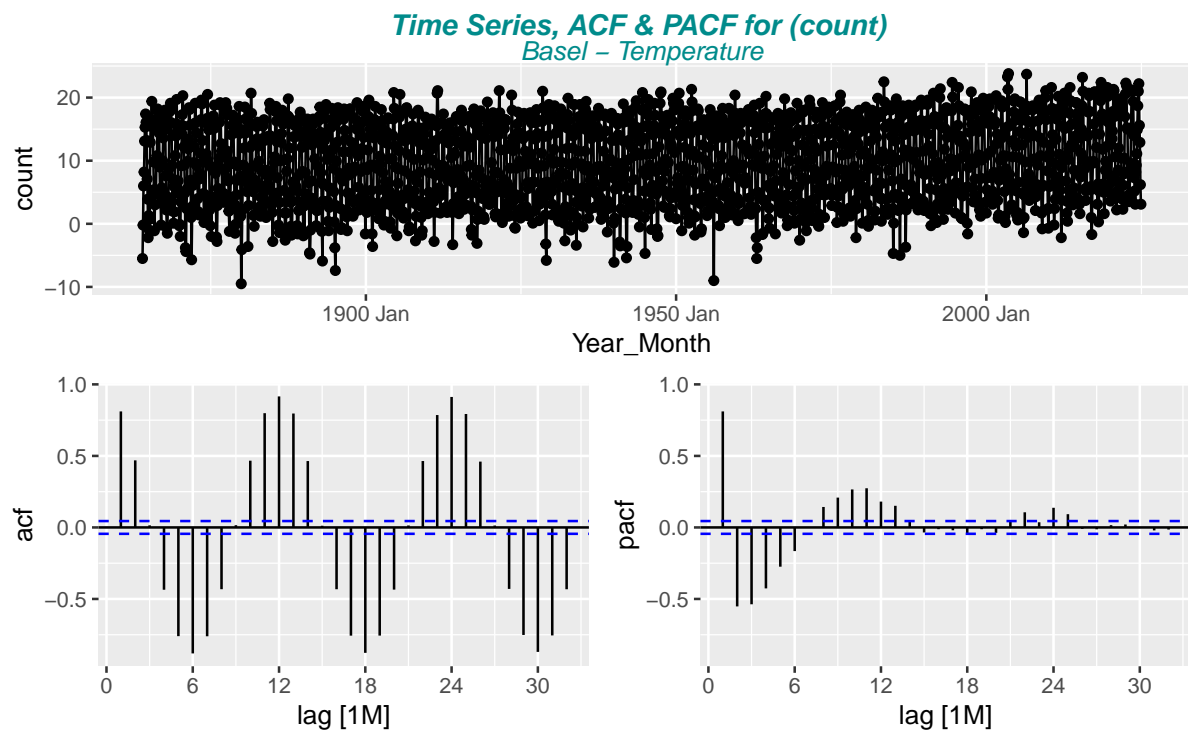 Time Series, ACF & PACF for (count)
Basel − Temperature
count
20
10
0
−10
1900 Jan
1950 Jan
2000 Jan
Year_Month
acf
1.0
0.5
0.0
−0.5
0
6
12
18
24
30
lag [1M]
pacf
1.0
0.5
0.0
−0.5
0
6
12
18
24
30
lag [1M]